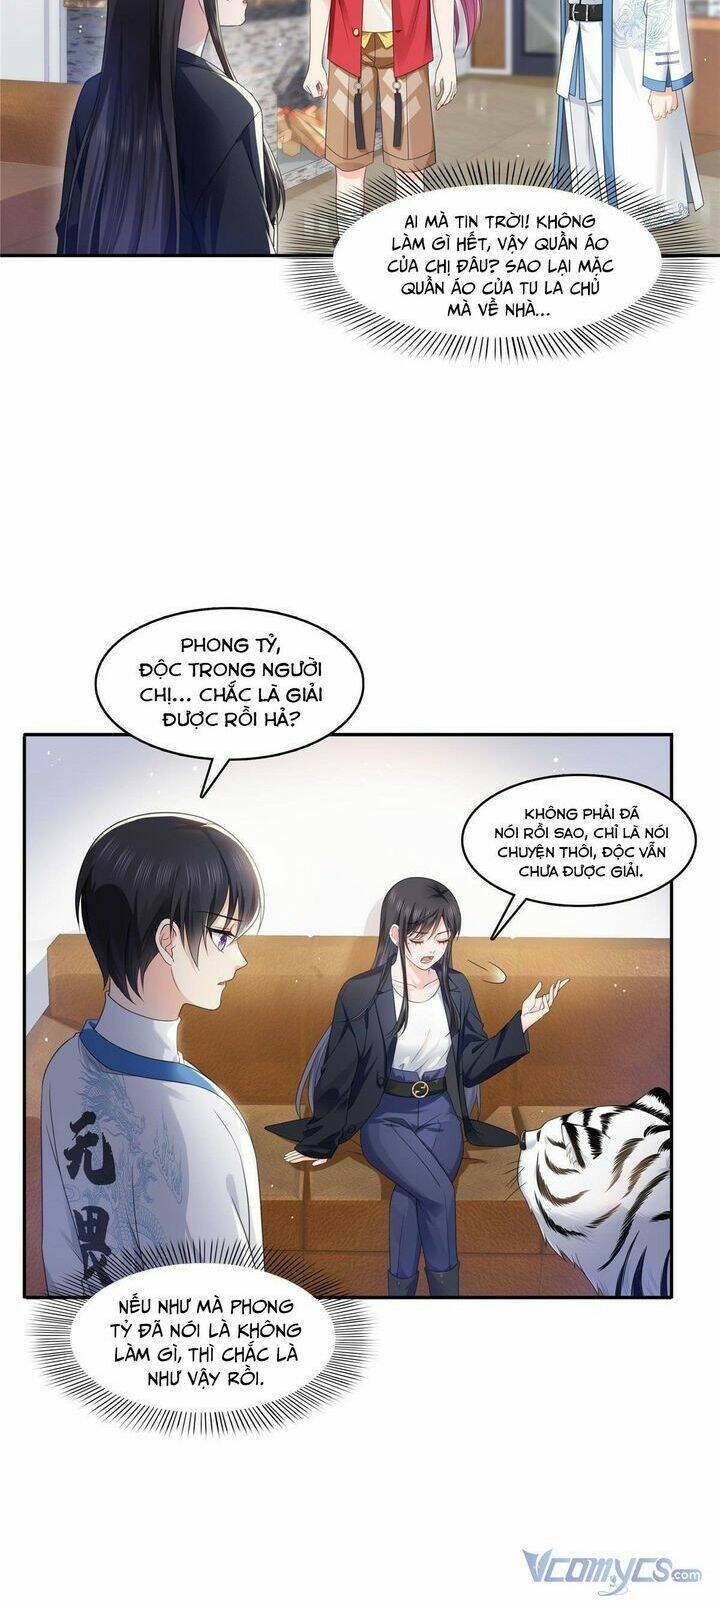 AI MÀ TIN TRỜI! KHÔNG
LÀM GÌ HẾT, VẬY QUẦN ÁO
CỦA CHỊ ĐÂU? SAO LẠI MẶC
QUẦN ÁO CỦA TU LA CHỦ
MÀ VỀ NHÀ...
PHONG TỶ,
ĐỘC TRONG NGƯỜI
CHỊ... CHẮC LÀ GIẢI
ĐƯỢC RỒI HẢ?
KHÔNG PHẢI ĐÃ
NÓI RỒI SAO, CHỈ LÀ NÓI
CHUYỆN THÔI, ĐỘC VẪN
CHƯA ĐƯỢC GIẢI.
无
畏
NẾU NHƯ MÀ PHONG
TỶ ĐÃ NÓI LÀ KHÔNG
LÀM GÌ, THÌ CHẮC LÀ
NHƯ VẬY RỒI.
VCOMYCS.com